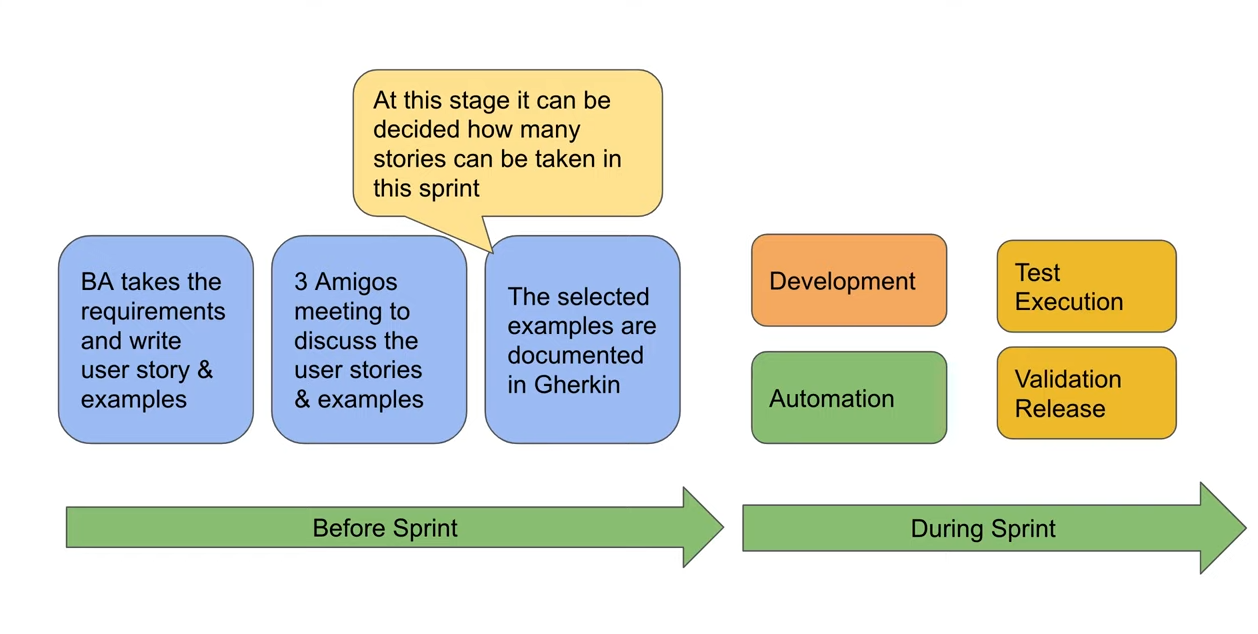 At this stage it can be
decided how many
stories can be taken in
this sprint
BA takes the
requirements
and write
user story &
examples
3 Amigos
meeting to
discuss the
user stories
& examples
The selected
examples are
documented
in Gherkin
Development
Automation
Test
Execution
Validation
Release
Before Sprint
During Sprint